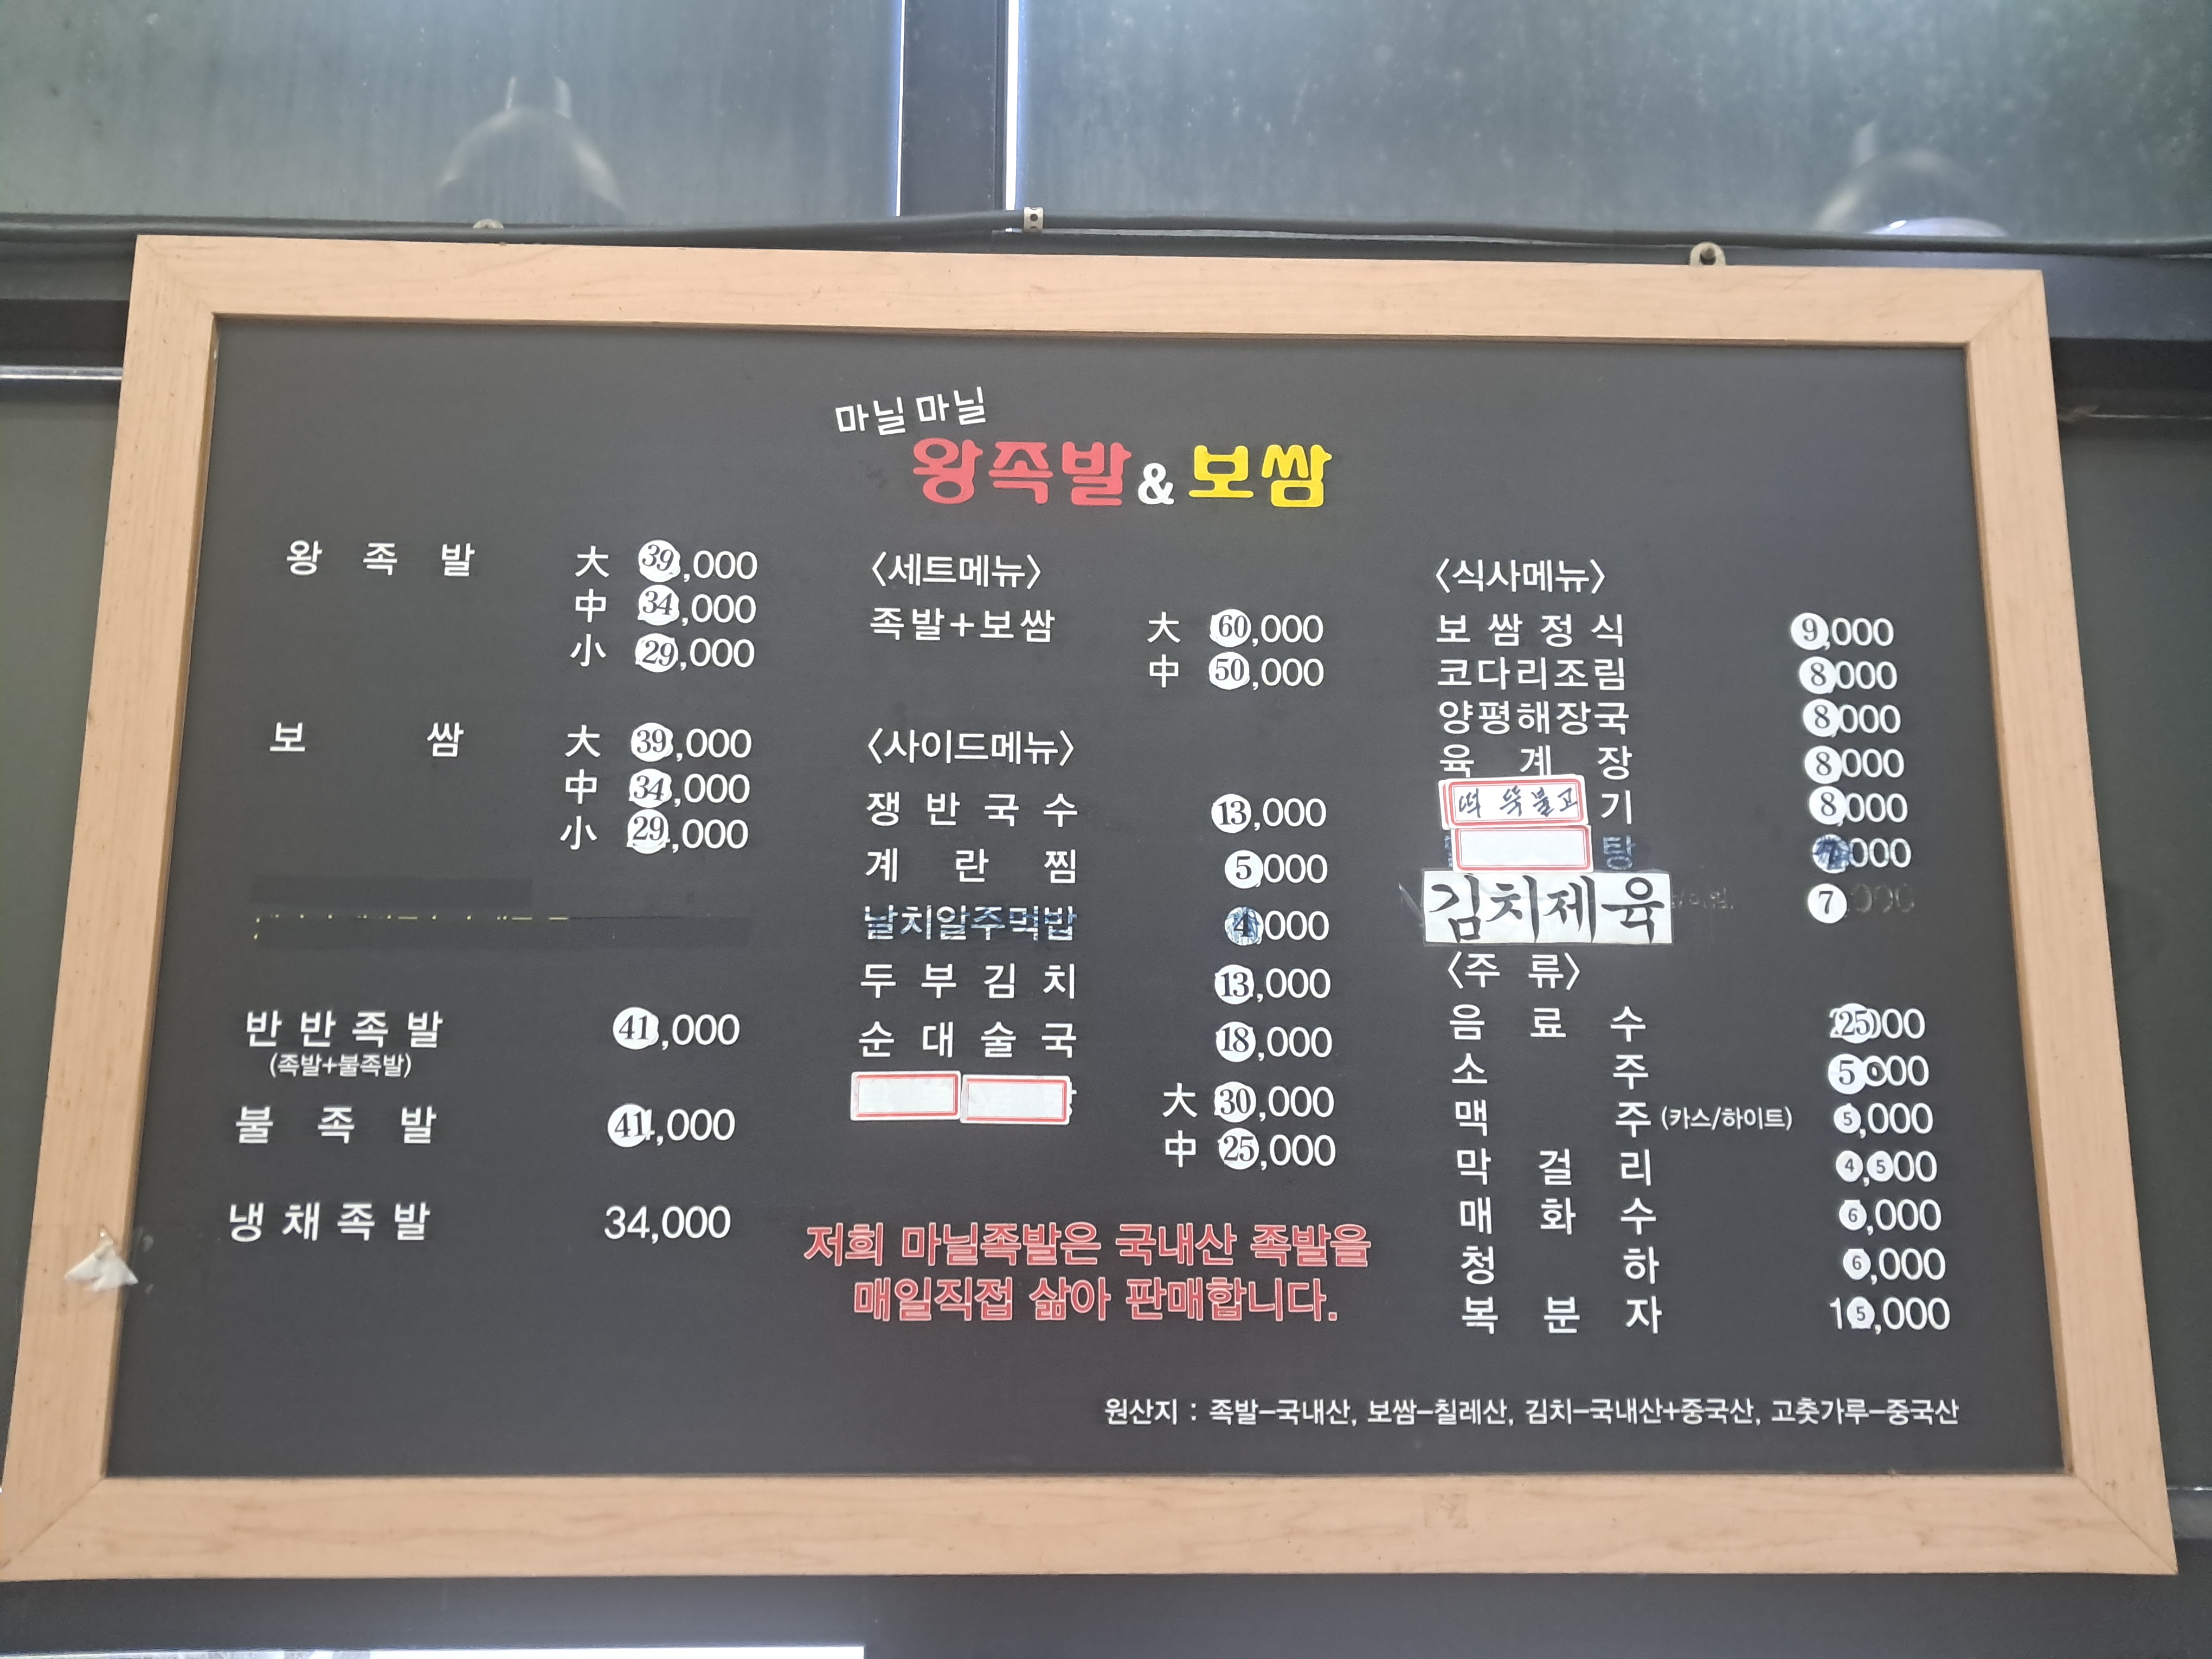 마닐마닐
왕족발&보쌈
왕 족 발 大 39,000
中 34,000
小 29,000
보 쌈 大 39,000
中 34,000
小 29,000
반반족발 41,000
(족발+불족발)
불 족 발 41,000
냉채족발 34,000
〈세트메뉴〉
족발+보쌈 大 60,000
中 50,000
〈사이드메뉴〉
쟁반국수 13,000
계 란 찜 5,000
날치알주먹밥 4,000
두부김치 13,000
순대술국 18,000
大 30,000
中 25,000
저희 마닐족발은 국내산 족발을
매일직접 삶아 판매합니다.
〈식사메뉴〉
보쌈정식 9,000
코다리조림 8,000
양평해장국 8,000
육 계 장 8,000
떡 뚝불고기 8,000
탕 7,000
김치제육 7,000
〈주 류〉
음 료 수 2500
소 주 5000
맥 주 (카스/하이트) 5,000
막 걸 리 4,500
매 화 수 6,000
청 하 6,000
복 분 자 15,000
원산지 : 족발-국내산, 보쌈-칠레산, 김치-국내산+중국산, 고춧가루-중국산